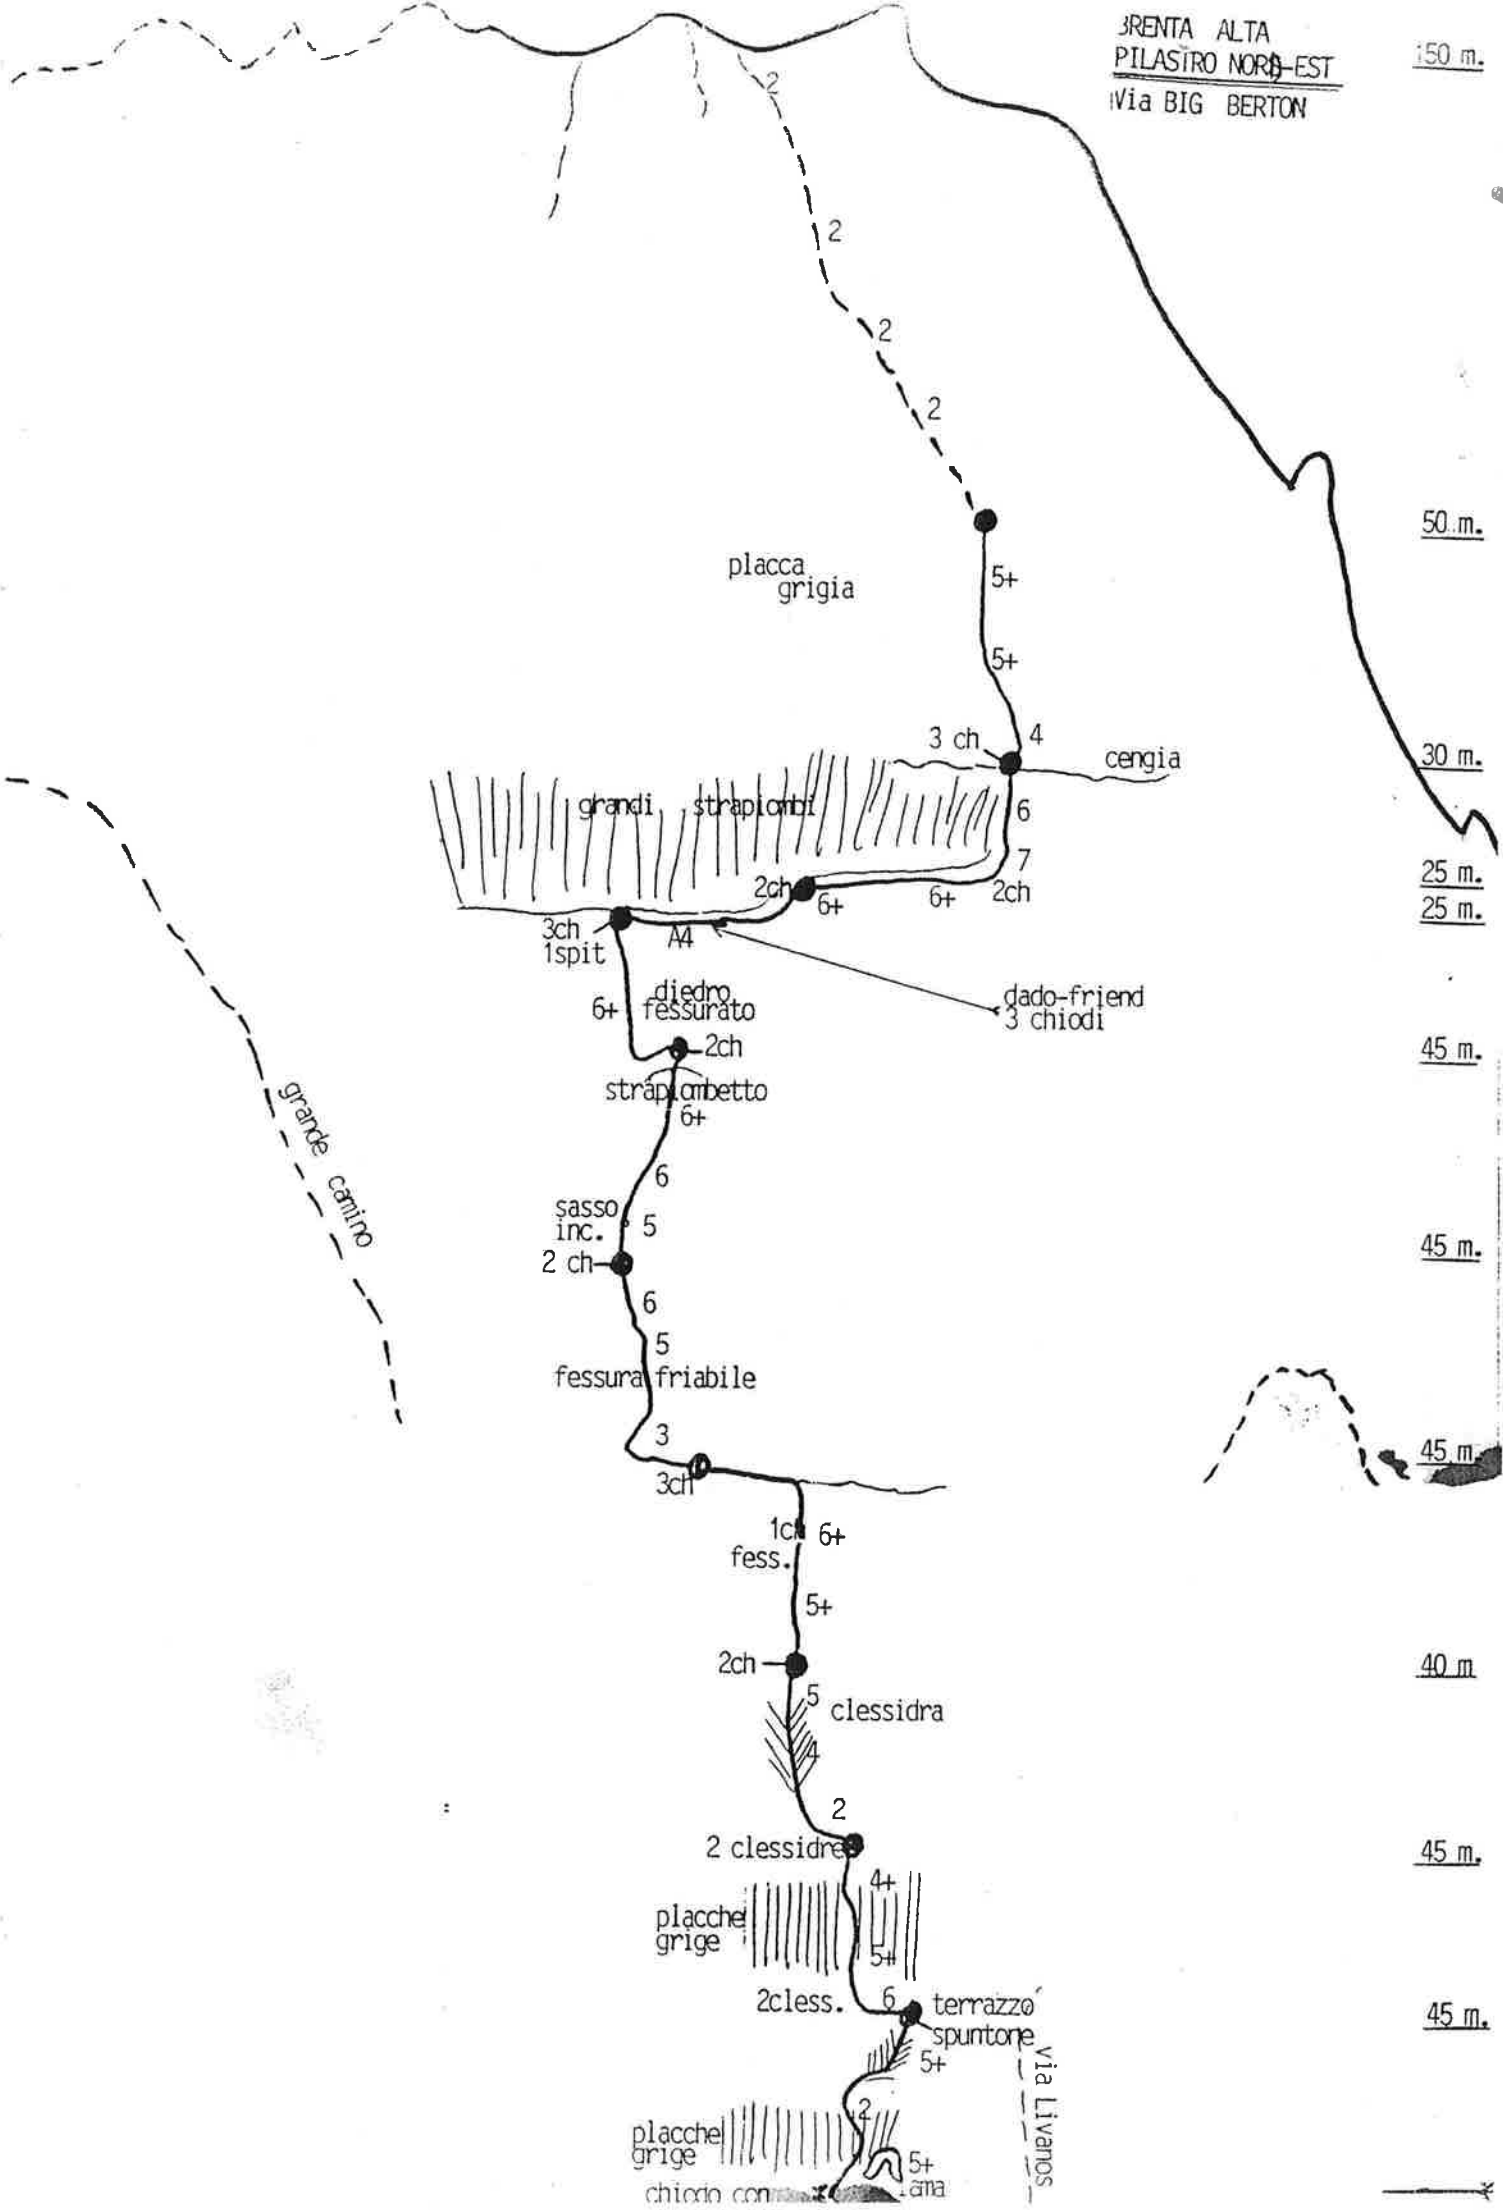 BRENTA ALTA
PILASTRO NORD-EST
Via BIG BERTON
150 m.
2
2
2
2
50 m.
placca
grigia
5+
5+
3 ch
4
cengia
30 m.
grandi strapiombi
6
7
25 m.
2ch
6+
6+
2ch
25 m.
3ch
1spit
A4
diedro
fessurato
6+
dado-friend
3 chiodi
2ch
45 m.
strapiombetto
6+
grande camino
6
sasso
inc.
5
2 ch
45 m.
6
5
fessura friabile
3
3ch
45 m
1ch
6+
fess.
5+
2ch
40 m
5
clessidra
4
2
2 clessidre
45 m.
4+
placche
grige
5+
2cless.
6
terrazzo
spuntone
45 m.
5+
via Livanos
2
placche
grige
5+
chiodo con